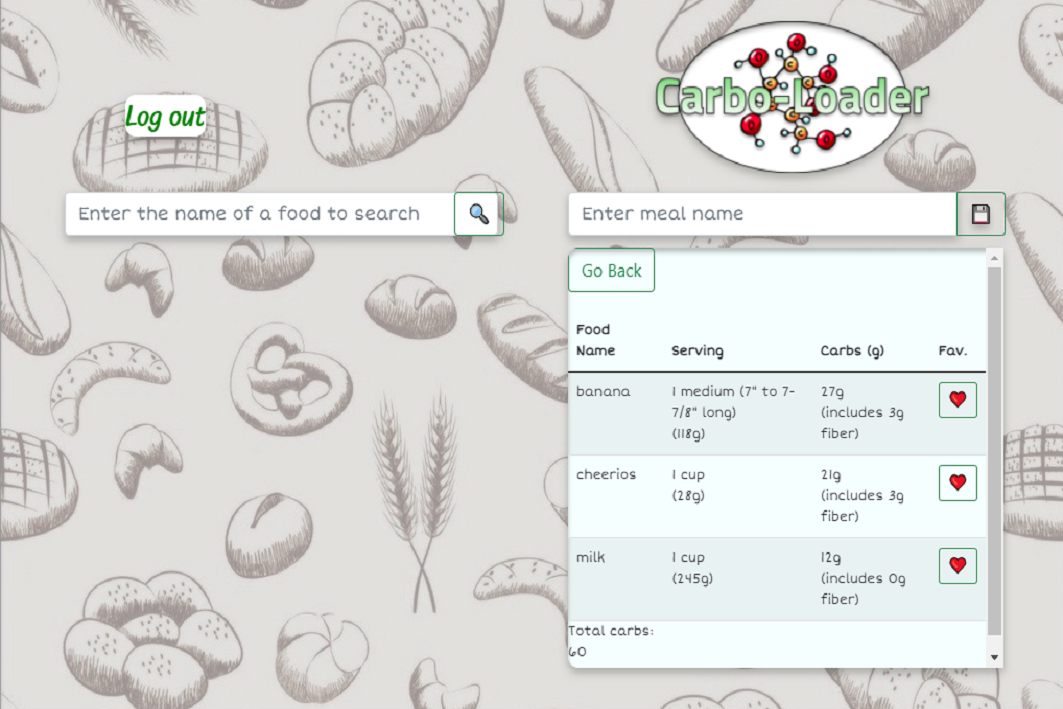 Carbo-Loader
Log out
Enter the name of a food to search
Enter meal name
Go Back
Food
Name Serving Carbs (g) Fav.
banana 1 medium (7" to 7- 27g
7/8" long) (includes 3g
(118g) fiber)
cheerios 1 cup 21g
(28g) (includes 3g
fiber)
milk 1 cup 12g
(245g) (includes 0g
fiber)
Total carbs:
60